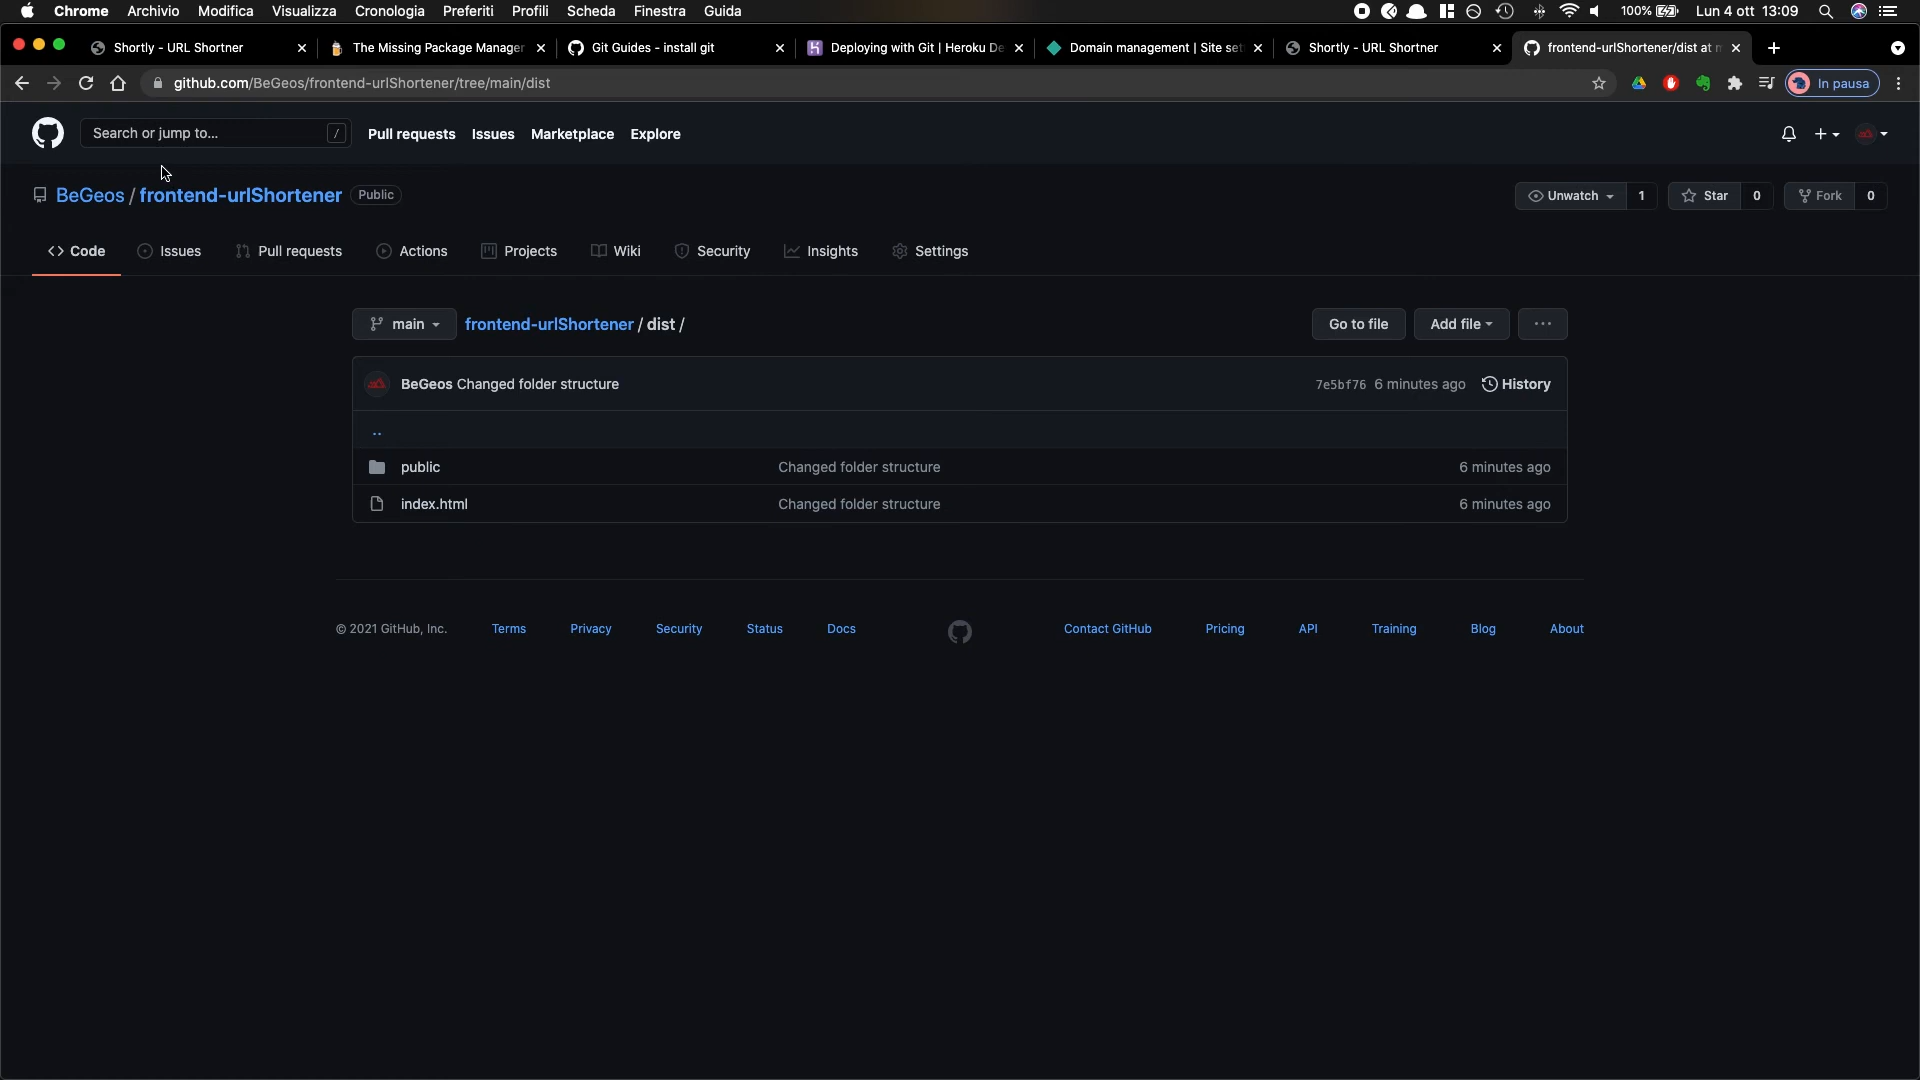 Chrome Archivio Modifica Visualizza Cronologia Preferiti Profili Scheda Finestra Guida 100% Lun 4 ott 13:09
Shortly - URL Shortner The Missing Package Manager Git Guides - install git Deploying with Git | Heroku De Domain management | Site set Shortly - URL Shortner frontend-urlShortener/dist at m
github.com/BeGeos/frontend-urlShortener/tree/main/dist In pausa
Search or jump to... / Pull requests Issues Marketplace Explore
BeGeos / frontend-urlShortener Public Unwatch 1 Star 0 Fork 0
Code Issues Pull requests Actions Projects Wiki Security Insights Settings
main frontend-urlShortener / dist / Go to file Add file ...
BeGeos Changed folder structure 7e5bf76 6 minutes ago History
..
public Changed folder structure 6 minutes ago
index.html Changed folder structure 6 minutes ago
© 2021 GitHub, Inc. Terms Privacy Security Status Docs Contact GitHub Pricing API Training Blog About